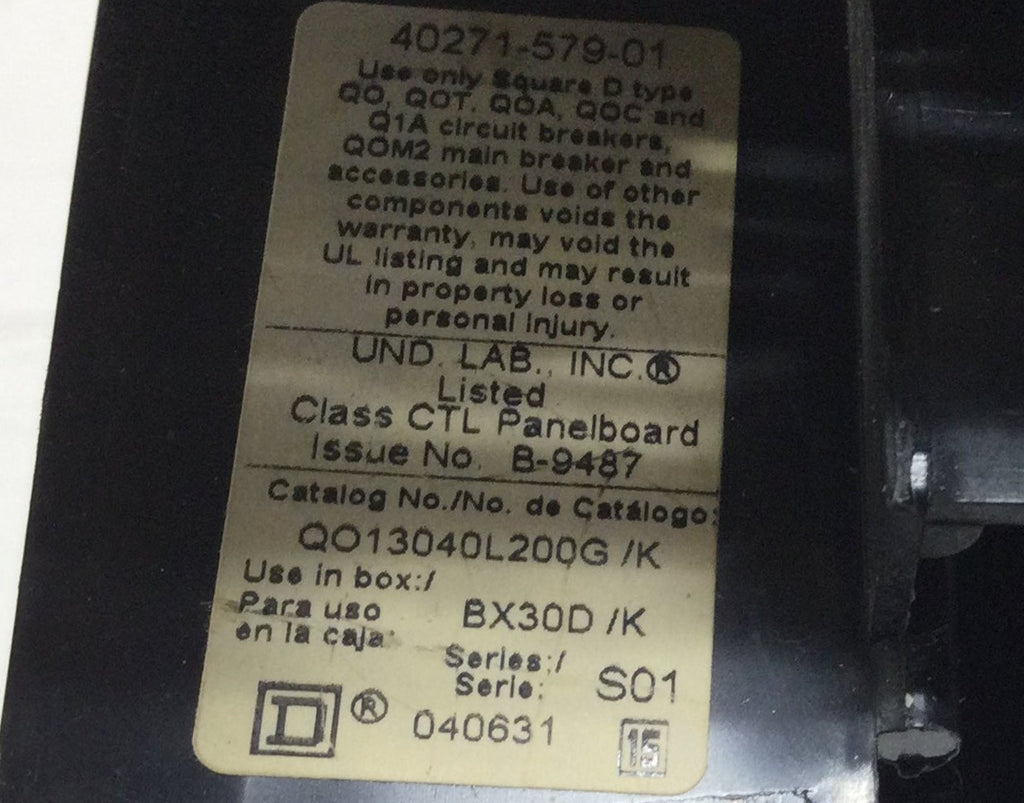 40271-579-01
Use only Square D type
QO, QOT, QOA, QOC and
Q1A circuit breakers,
QOM2 main breaker and
accessories. Use of other
components voids the
warranty, may void the
UL listing and may result
in property loss or
personal injury.
UND. LAB., INC.®
Listed
Class CTL Panelboard
Issue No. B-9487
Catalog No./No. de Catálogo:
QO13040L200G /K
Use in box:/
Para uso
en la caja: BX30D /K
Series:/
Serie: S01
D ® 040631 15